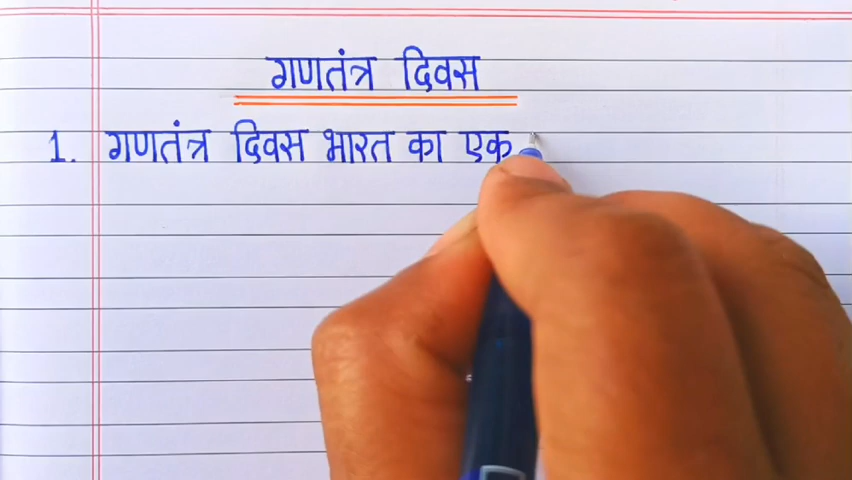 गणतंत्र दिवस
1. गणतंत्र दिवस भारत का एक